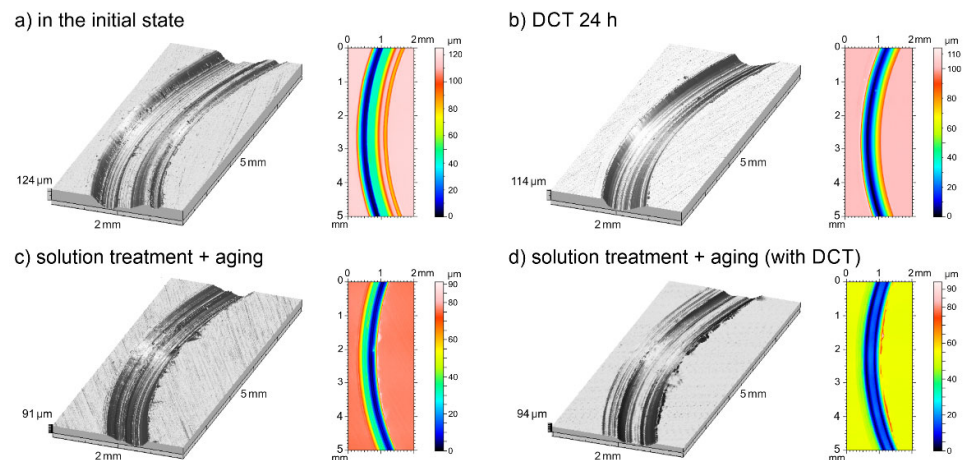 a) in the initial state
124 µm
2 mm
5 mm
0 1 2 mm
0
1
2
3
4
5
mm
µm
120
100
80
60
40
20
0
b) DCT 24 h
114 µm
2 mm
5 mm
0 1 2 mm
0
1
2
3
4
5
mm
µm
110
100
80
60
40
20
0
c) solution treatment + aging
91 µm
2 mm
5 mm
0 1 2 mm
0
1
2
3
4
5
mm
µm
90
80
60
40
20
0
d) solution treatment + aging (with DCT)
94 µm
2 mm
5 mm
0 1 2 mm
0
1
2
3
4
5
mm
µm
90
80
60
40
20
0